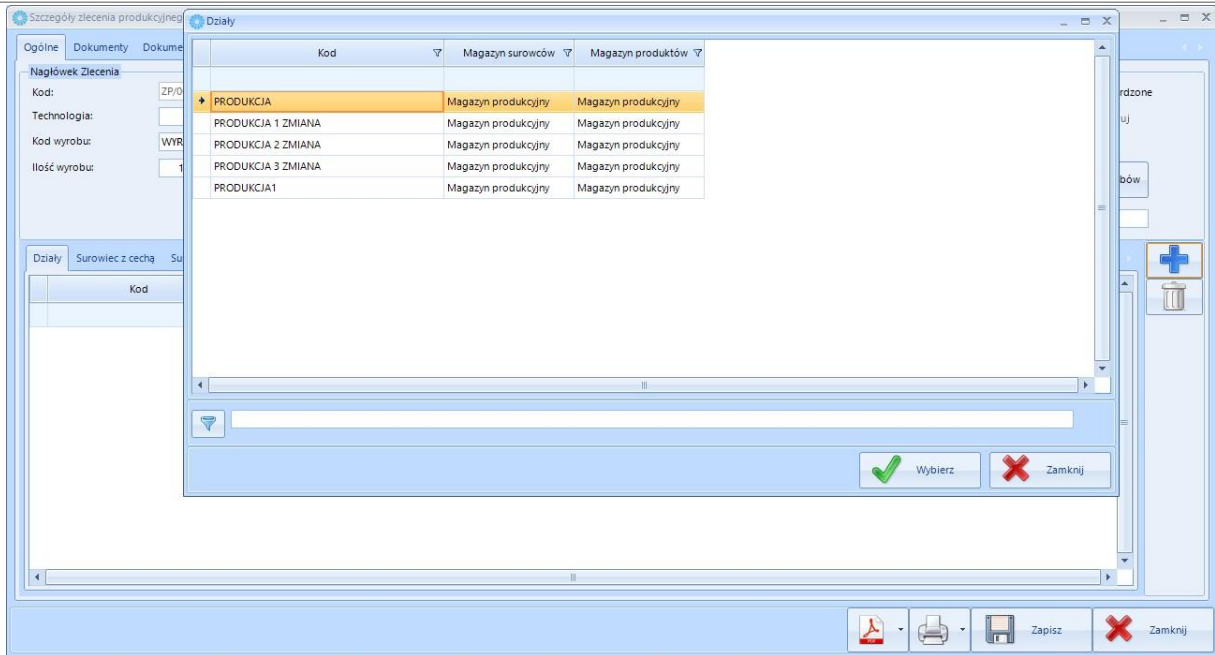 Szczegóły zlecenia produkcyjneg
Działy
Ogólne Dokumenty Dokume
Nagłówek Zlecenia
Kod: ZP/0
Technologia:
Kod wyrobu: WYR
Ilość wyrobu: 1
rdzone
uj
bów
Kod Magazyn surowców Magazyn produktów
PRODUKCJA Magazyn produkcyjny Magazyn produkcyjny
PRODUKCJA 1 ZMIANA Magazyn produkcyjny Magazyn produkcyjny
PRODUKCJA 2 ZMIANA Magazyn produkcyjny Magazyn produkcyjny
PRODUKCJA 3 ZMIANA Magazyn produkcyjny Magazyn produkcyjny
PRODUKCJA1 Magazyn produkcyjny Magazyn produkcyjny
Działy Surowiec z cechą Su
Kod
Wybierz Zamknij
PDF Zapisz Zamknij